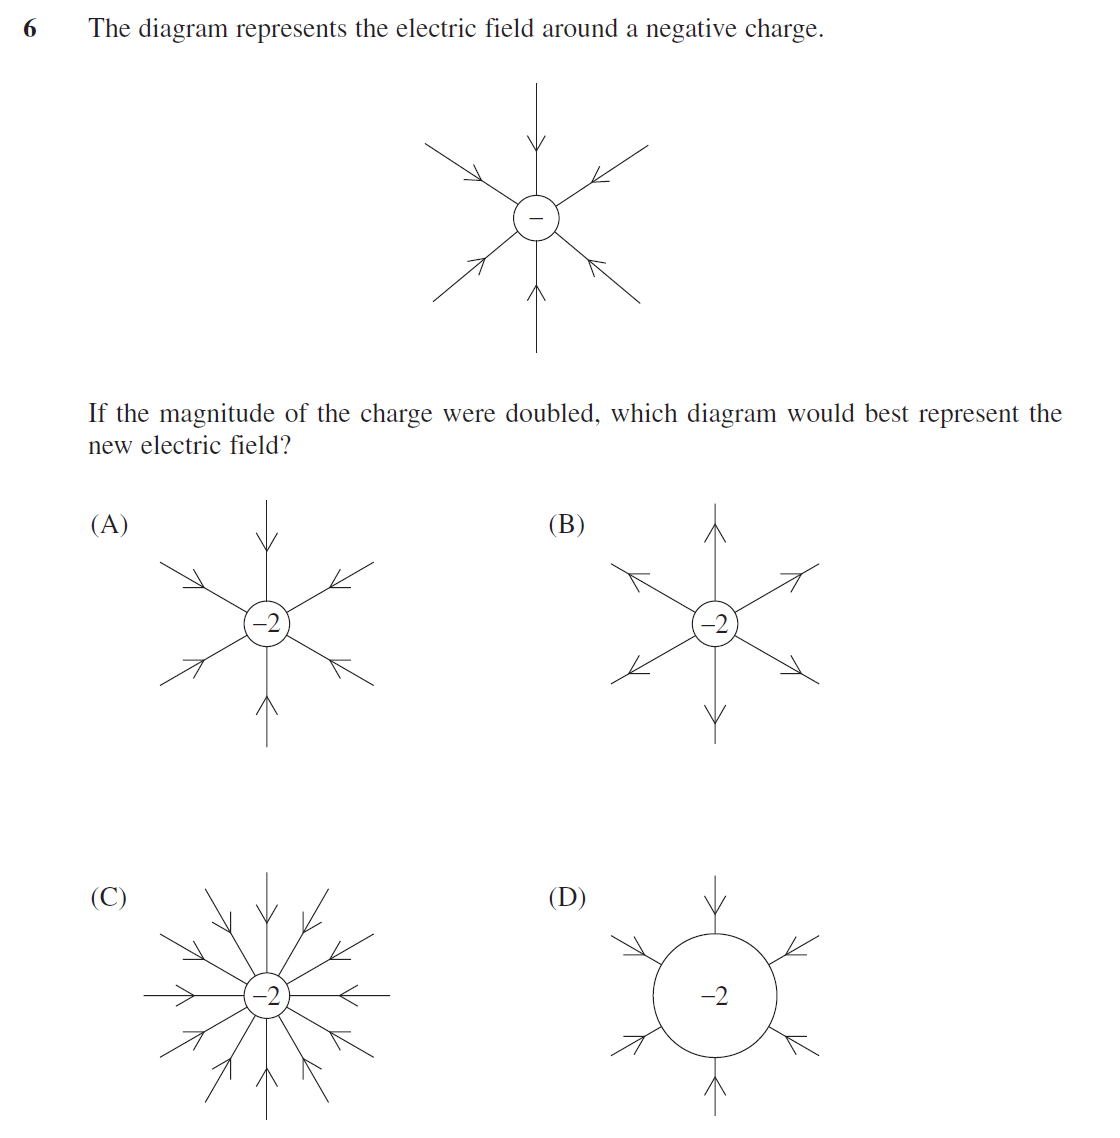 6 The diagram represents the electric field around a negative charge.
–
If the magnitude of the charge were doubled, which diagram would best represent the
new electric field?
(A)
–2
(B)
–2
(C)
–2
(D)
–2